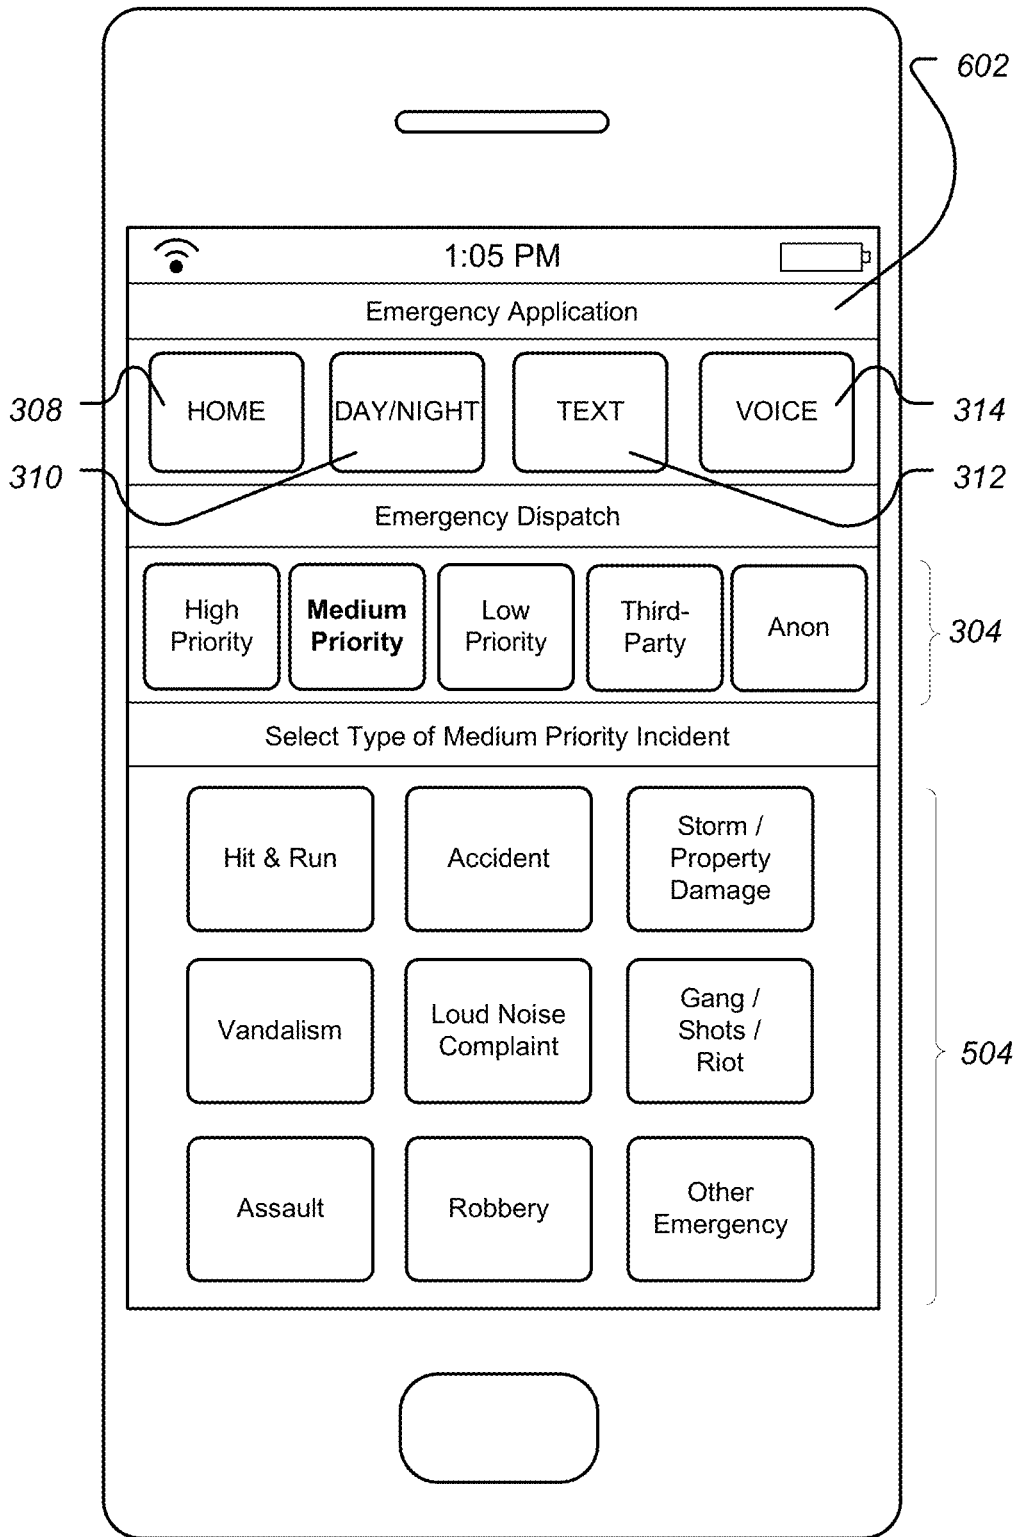 602
1:05 PM
Emergency Application
308
HOME
DAY/NIGHT
TEXT
VOICE
314
310
312
Emergency Dispatch
High
Priority
Medium
Priority
Low
Priority
Third-
Party
Anon
304
Select Type of Medium Priority Incident
Hit & Run
Accident
Storm /
Property
Damage
Vandalism
Loud Noise
Complaint
Gang /
Shots /
Riot
504
Assault
Robbery
Other
Emergency